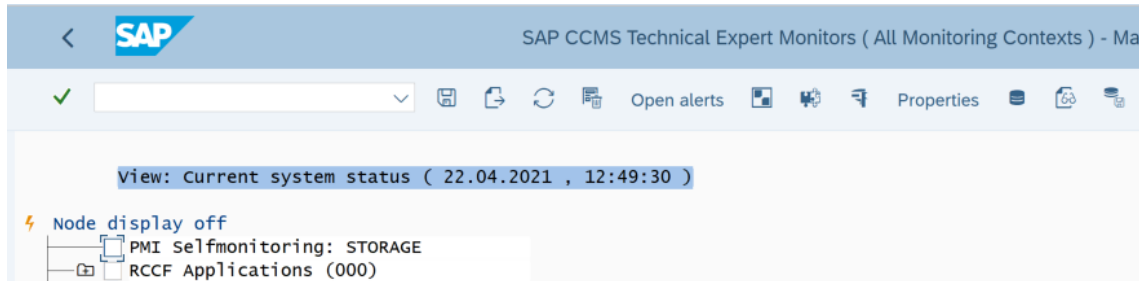 SAP SAP CCMS Technical Expert Monitors ( All Monitoring Contexts ) - Ma
Open alerts Properties
View: Current system status ( 22.04.2021 , 12:49:30 )
Node display off
PMI Selfmonitoring: STORAGE
RCCF Applications (000)